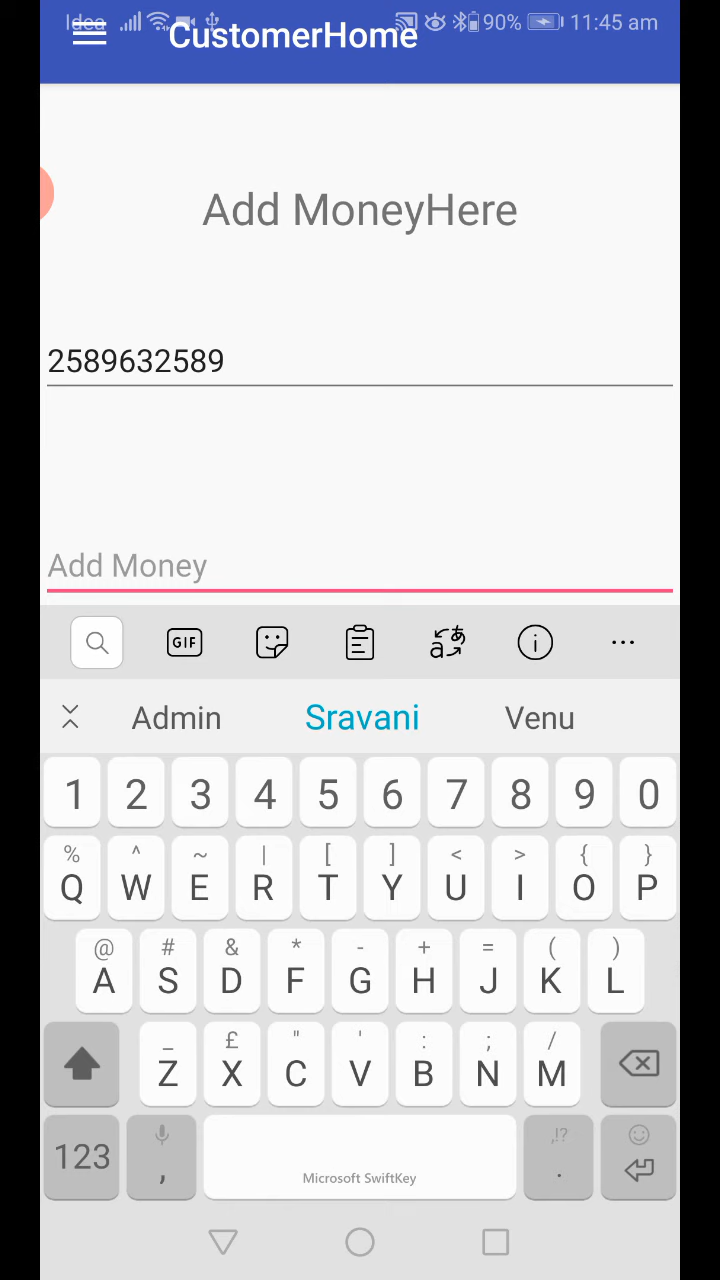 Idea 90% 11:45 am
CustomerHome
Add MoneyHere
2589632589
Add Money
GIF
Admin Sravani Venu
1 2 3 4 5 6 7 8 9 0
% ^ ~ | [ ] < > { }
Q W E R T Y U I O P
@ # & * - + = ( )
A S D F G H J K L
_ £ " ' : ; /
Z X C V B N M
123 , Microsoft SwiftKey ,!? .